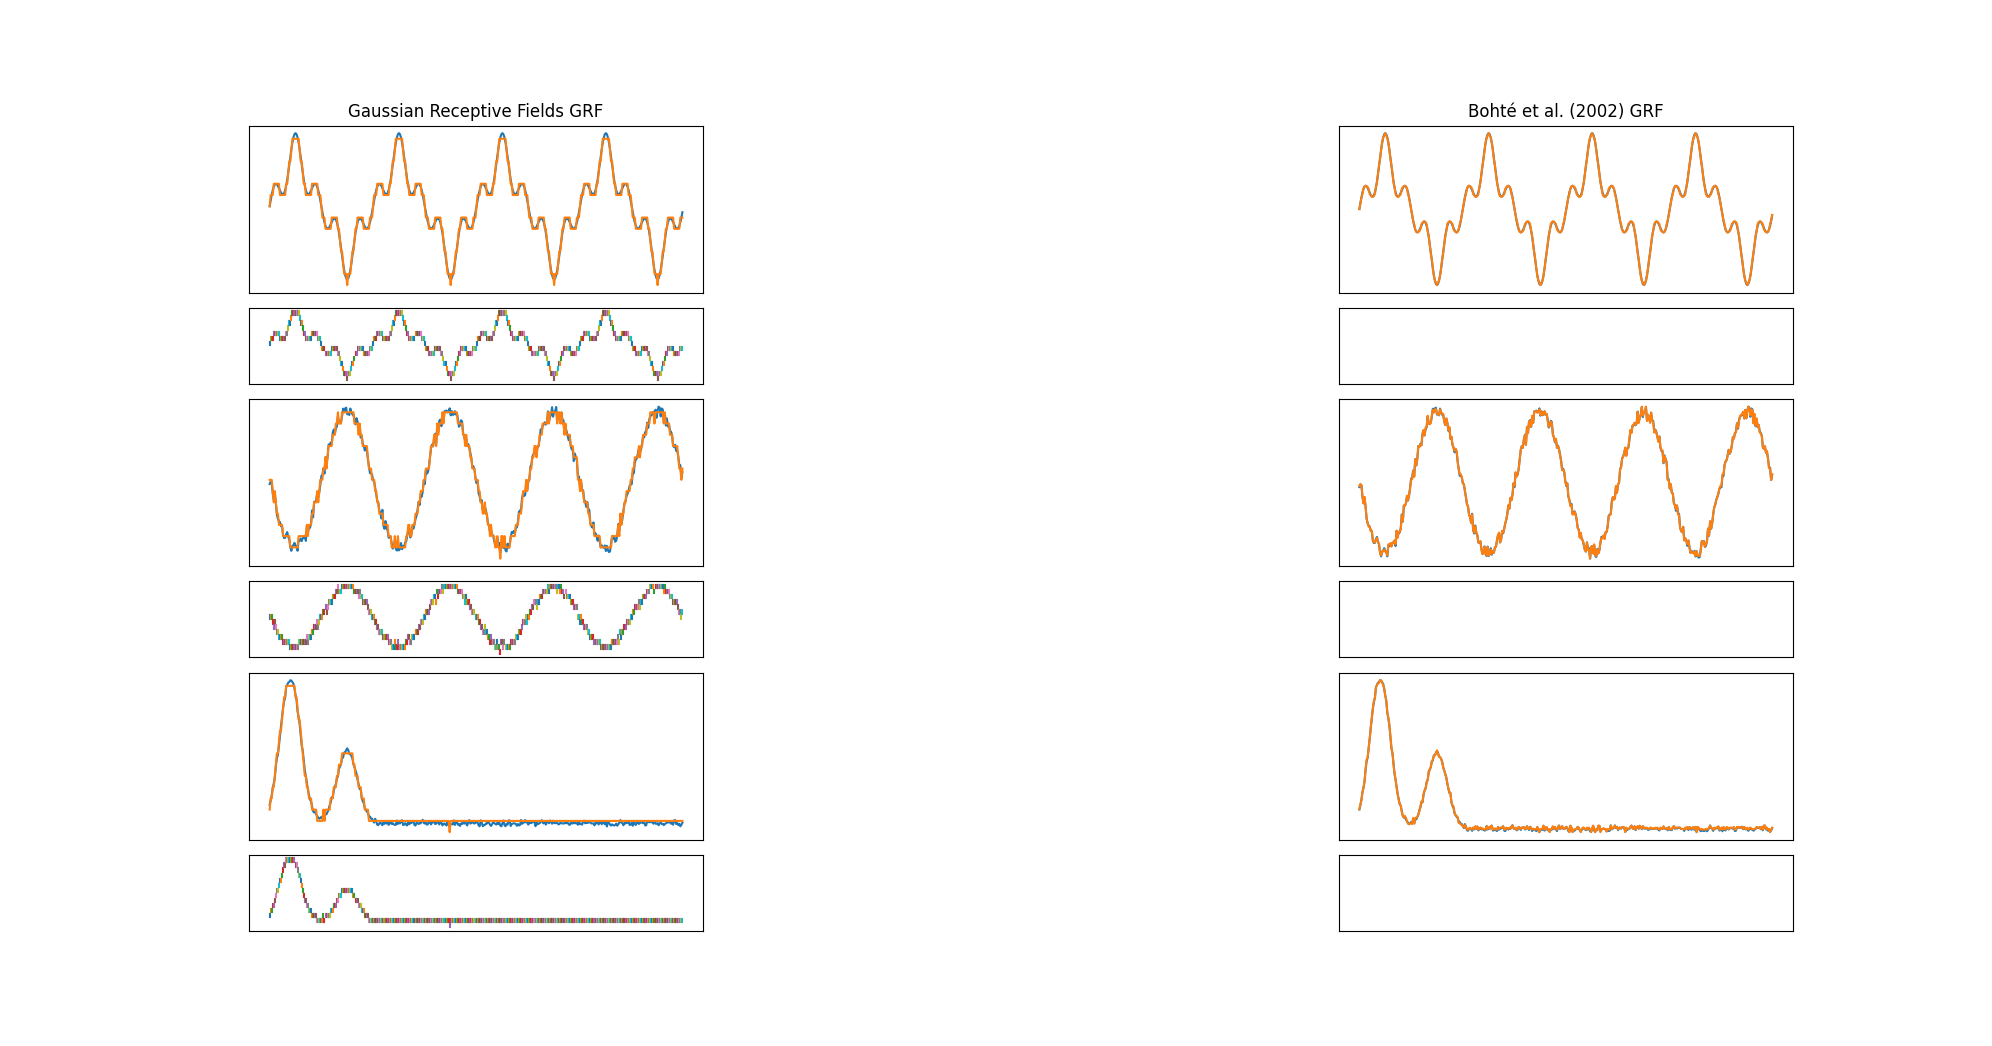 Gaussian Receptive Fields GRF
Bohté et al. (2002) GRF